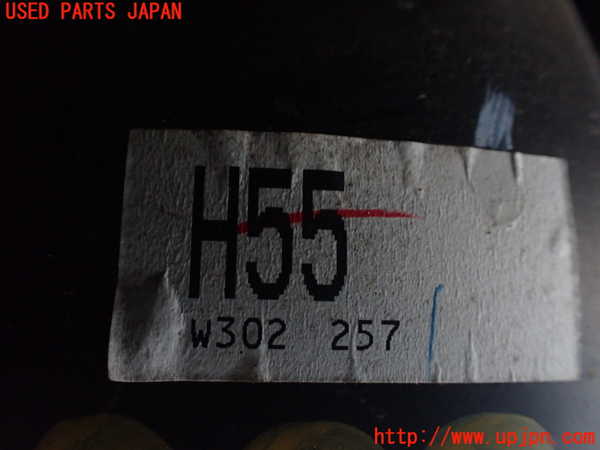 USED PARTS JAPAN
H55
W302 257
http://www.upjpn.com/